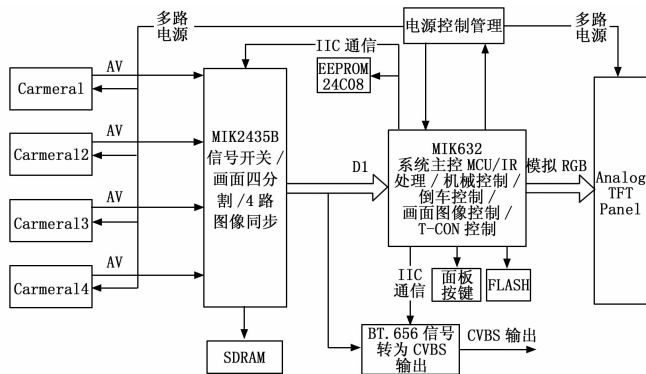 多路
电源
电源控制管理
多路
电源
IIC 通信
EEPROM
24C08
AV
Carmera1
AV
Carmera2
AV
Carmera3
AV
Carmera4
MIK2435B
信号开关 /
画面四分
割 /4 路
图像同步
D1
MIK632
系统主控 MCU/IR
处理 / 机械控制 /
倒车控制 /
画面图像控制 /
T-CON 控制
模拟 RGB
Analog
TFT
Panel
IIC
通信
面板
按键
FLASH
SDRAM
BT.656 信号
转为 CVBS
输出
CVBS 输出